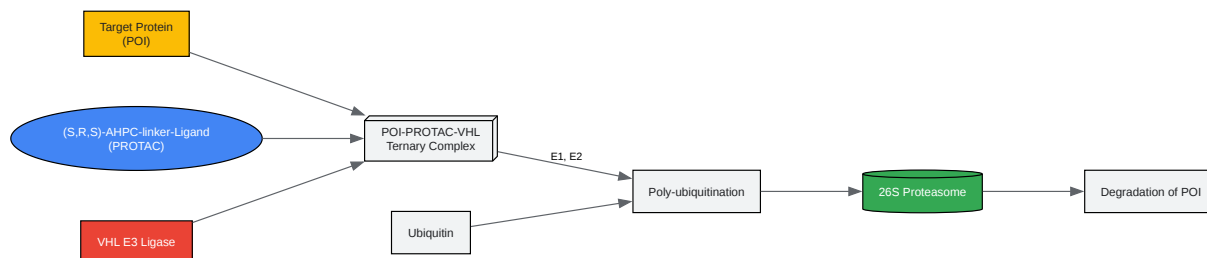 Target Protein
(POI)
(S,R,S)-AHPC-linker-Ligand
(PROTAC)
VHL E3 Ligase
POI-PROTAC-VHL
Ternary Complex
E1, E2
Ubiquitin
Poly-ubiquitination
26S Proteasome
Degradation of POI